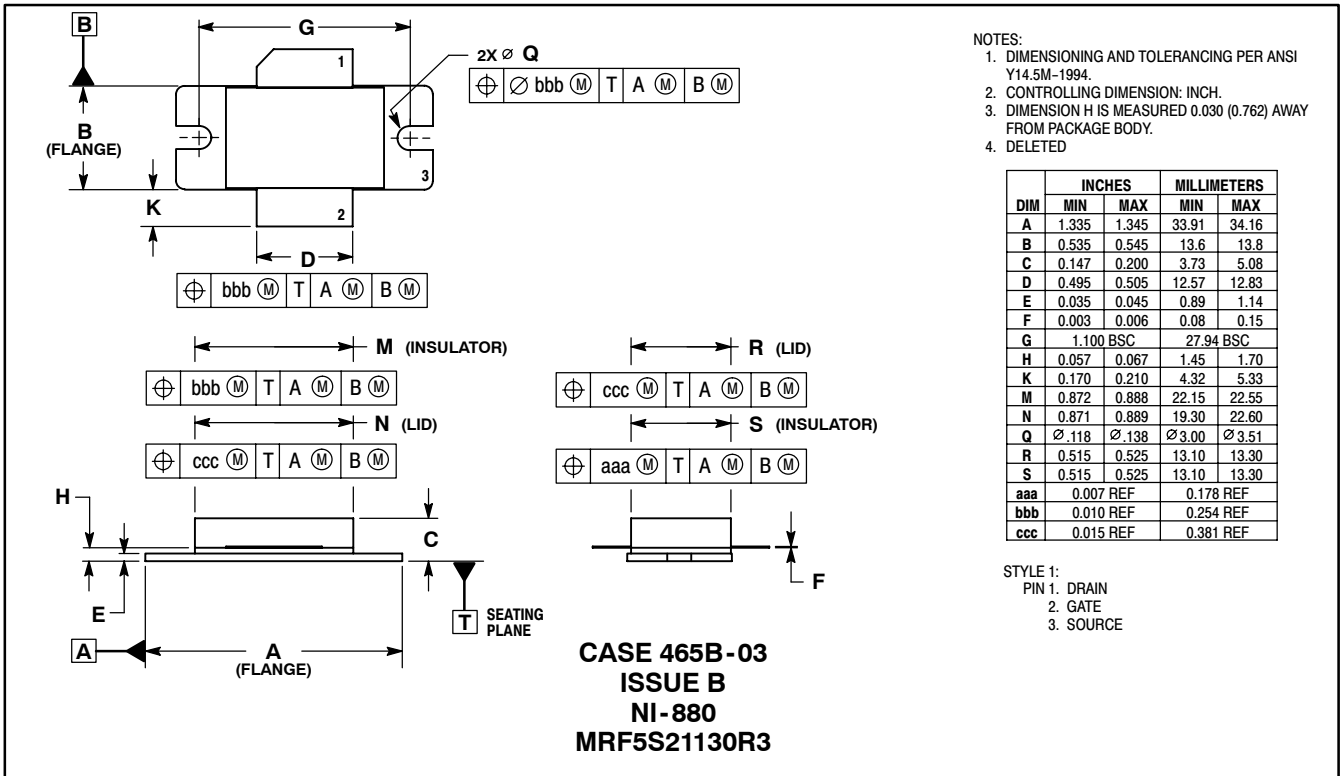 B
G
1
2X ⌀ Q
⌖ ⌀ bbb Ⓜ T A Ⓜ B Ⓜ
B
(FLANGE)
3
K
2
D
⌖ bbb Ⓜ T A Ⓜ B Ⓜ
M (INSULATOR)
⌖ bbb Ⓜ T A Ⓜ B Ⓜ
N (LID)
⌖ ccc Ⓜ T A Ⓜ B Ⓜ
R (LID)
⌖ ccc Ⓜ T A Ⓜ B Ⓜ
S (INSULATOR)
⌖ aaa Ⓜ T A Ⓜ B Ⓜ
H
C
E
F
T SEATING
PLANE
A
A
(FLANGE)
CASE 465B-03
ISSUE B
NI-880
MRF5S21130R3
NOTES:
1. DIMENSIONING AND TOLERANCING PER ANSI
Y14.5M-1994.
2. CONTROLLING DIMENSION: INCH.
3. DIMENSION H IS MEASURED 0.030 (0.762) AWAY
FROM PACKAGE BODY.
4. DELETED
INCHES MILLIMETERS
DIM MIN MAX MIN MAX
A 1.335 1.345 33.91 34.16
B 0.535 0.545 13.6 13.8
C 0.147 0.200 3.73 5.08
D 0.495 0.505 12.57 12.83
E 0.035 0.045 0.89 1.14
F 0.003 0.006 0.08 0.15
G 1.100 BSC 27.94 BSC
H 0.057 0.067 1.45 1.70
K 0.170 0.210 4.32 5.33
M 0.872 0.888 22.15 22.55
N 0.871 0.889 19.30 22.60
Q ⌀.118 ⌀.138 ⌀3.00 ⌀3.51
R 0.515 0.525 13.10 13.30
S 0.515 0.525 13.10 13.30
aaa 0.007 REF 0.178 REF
bbb 0.010 REF 0.254 REF
ccc 0.015 REF 0.381 REF
STYLE 1:
PIN 1. DRAIN
2. GATE
3. SOURCE